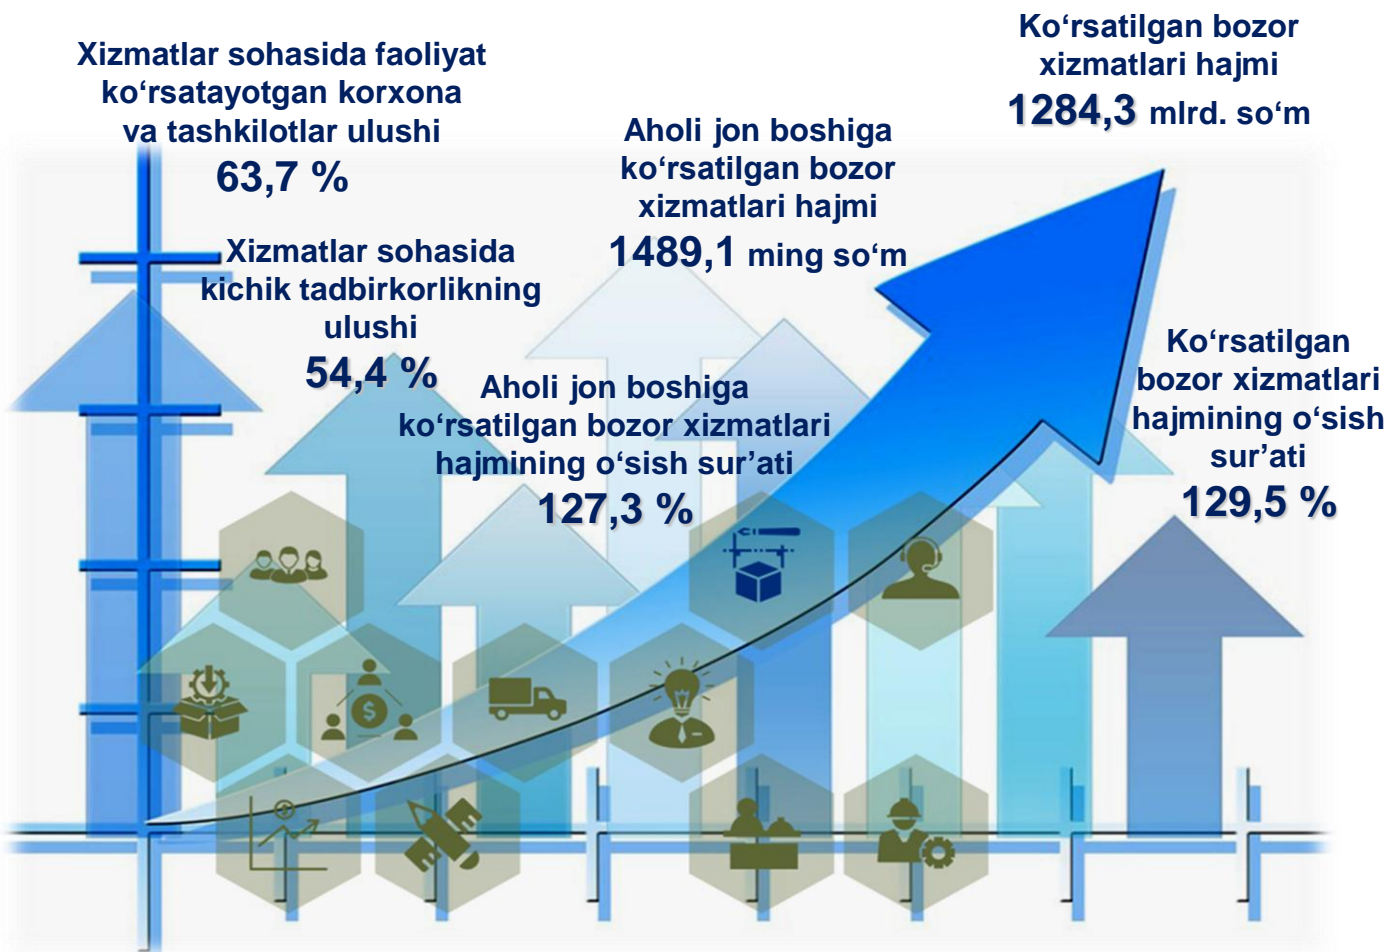 Xizmatlar sohasida faoliyat
ko‘rsatayotgan korxona
va tashkilotlar ulushi
63,7 %
Xizmatlar sohasida
kichik tadbirkorlikning
ulushi
54,4 %
Aholi jon boshiga
ko‘rsatilgan bozor
xizmatlari hajmi
1489,1 ming so‘m
Aholi jon boshiga
ko‘rsatilgan bozor xizmatlari
hajmining o‘sish sur’ati
127,3 %
Ko‘rsatilgan bozor
xizmatlari hajmi
1284,3 mlrd. so‘m
Ko‘rsatilgan
bozor xizmatlari
hajmining o‘sish
sur’ati
129,5 %